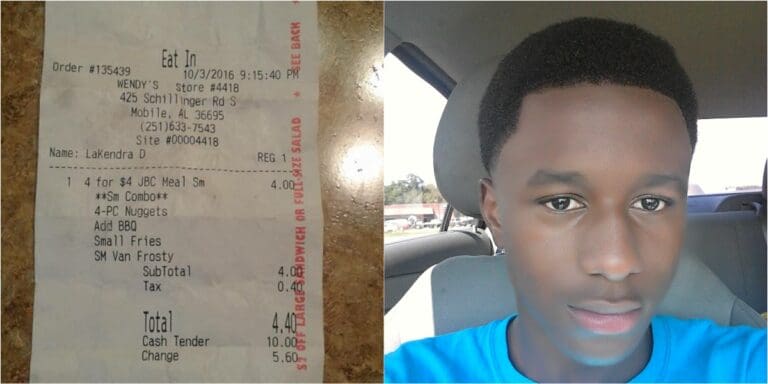 Eat In
Order #135439 10/3/2016 9:15:40 PM
WENDY'S Store #4418
425 Schillinger Rd S
Mobile, AL 36695
(251)633-7543
Site #00004418
Name: LaKendra D REG 1
1 4 for $4 JBC Meal Sm 4.00
**Sm Combo**
4-PC Nuggets
Add BBQ
Small Fries
SM Van Frosty
SubTotal 4.00
Tax 0.40
Total 4.40
Cash Tender 10.00
Change 5.60
$2 OFF LARGE SANDWICH OR FULL-SIZE SALAD * SEE BACK *